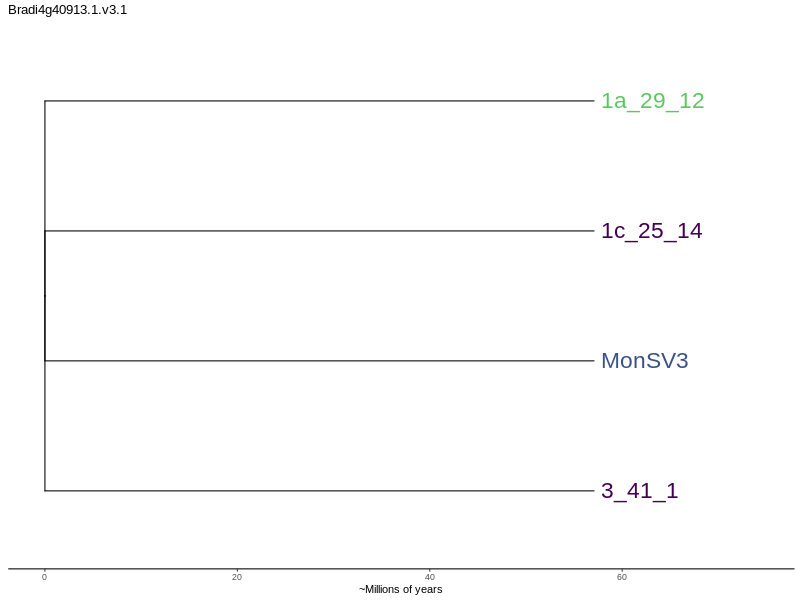 Bradi4g40913.1.v3.1
1a_29_12
1c_25_14
MonSV3
3_41_1
0 20 40 60
~Millions of years